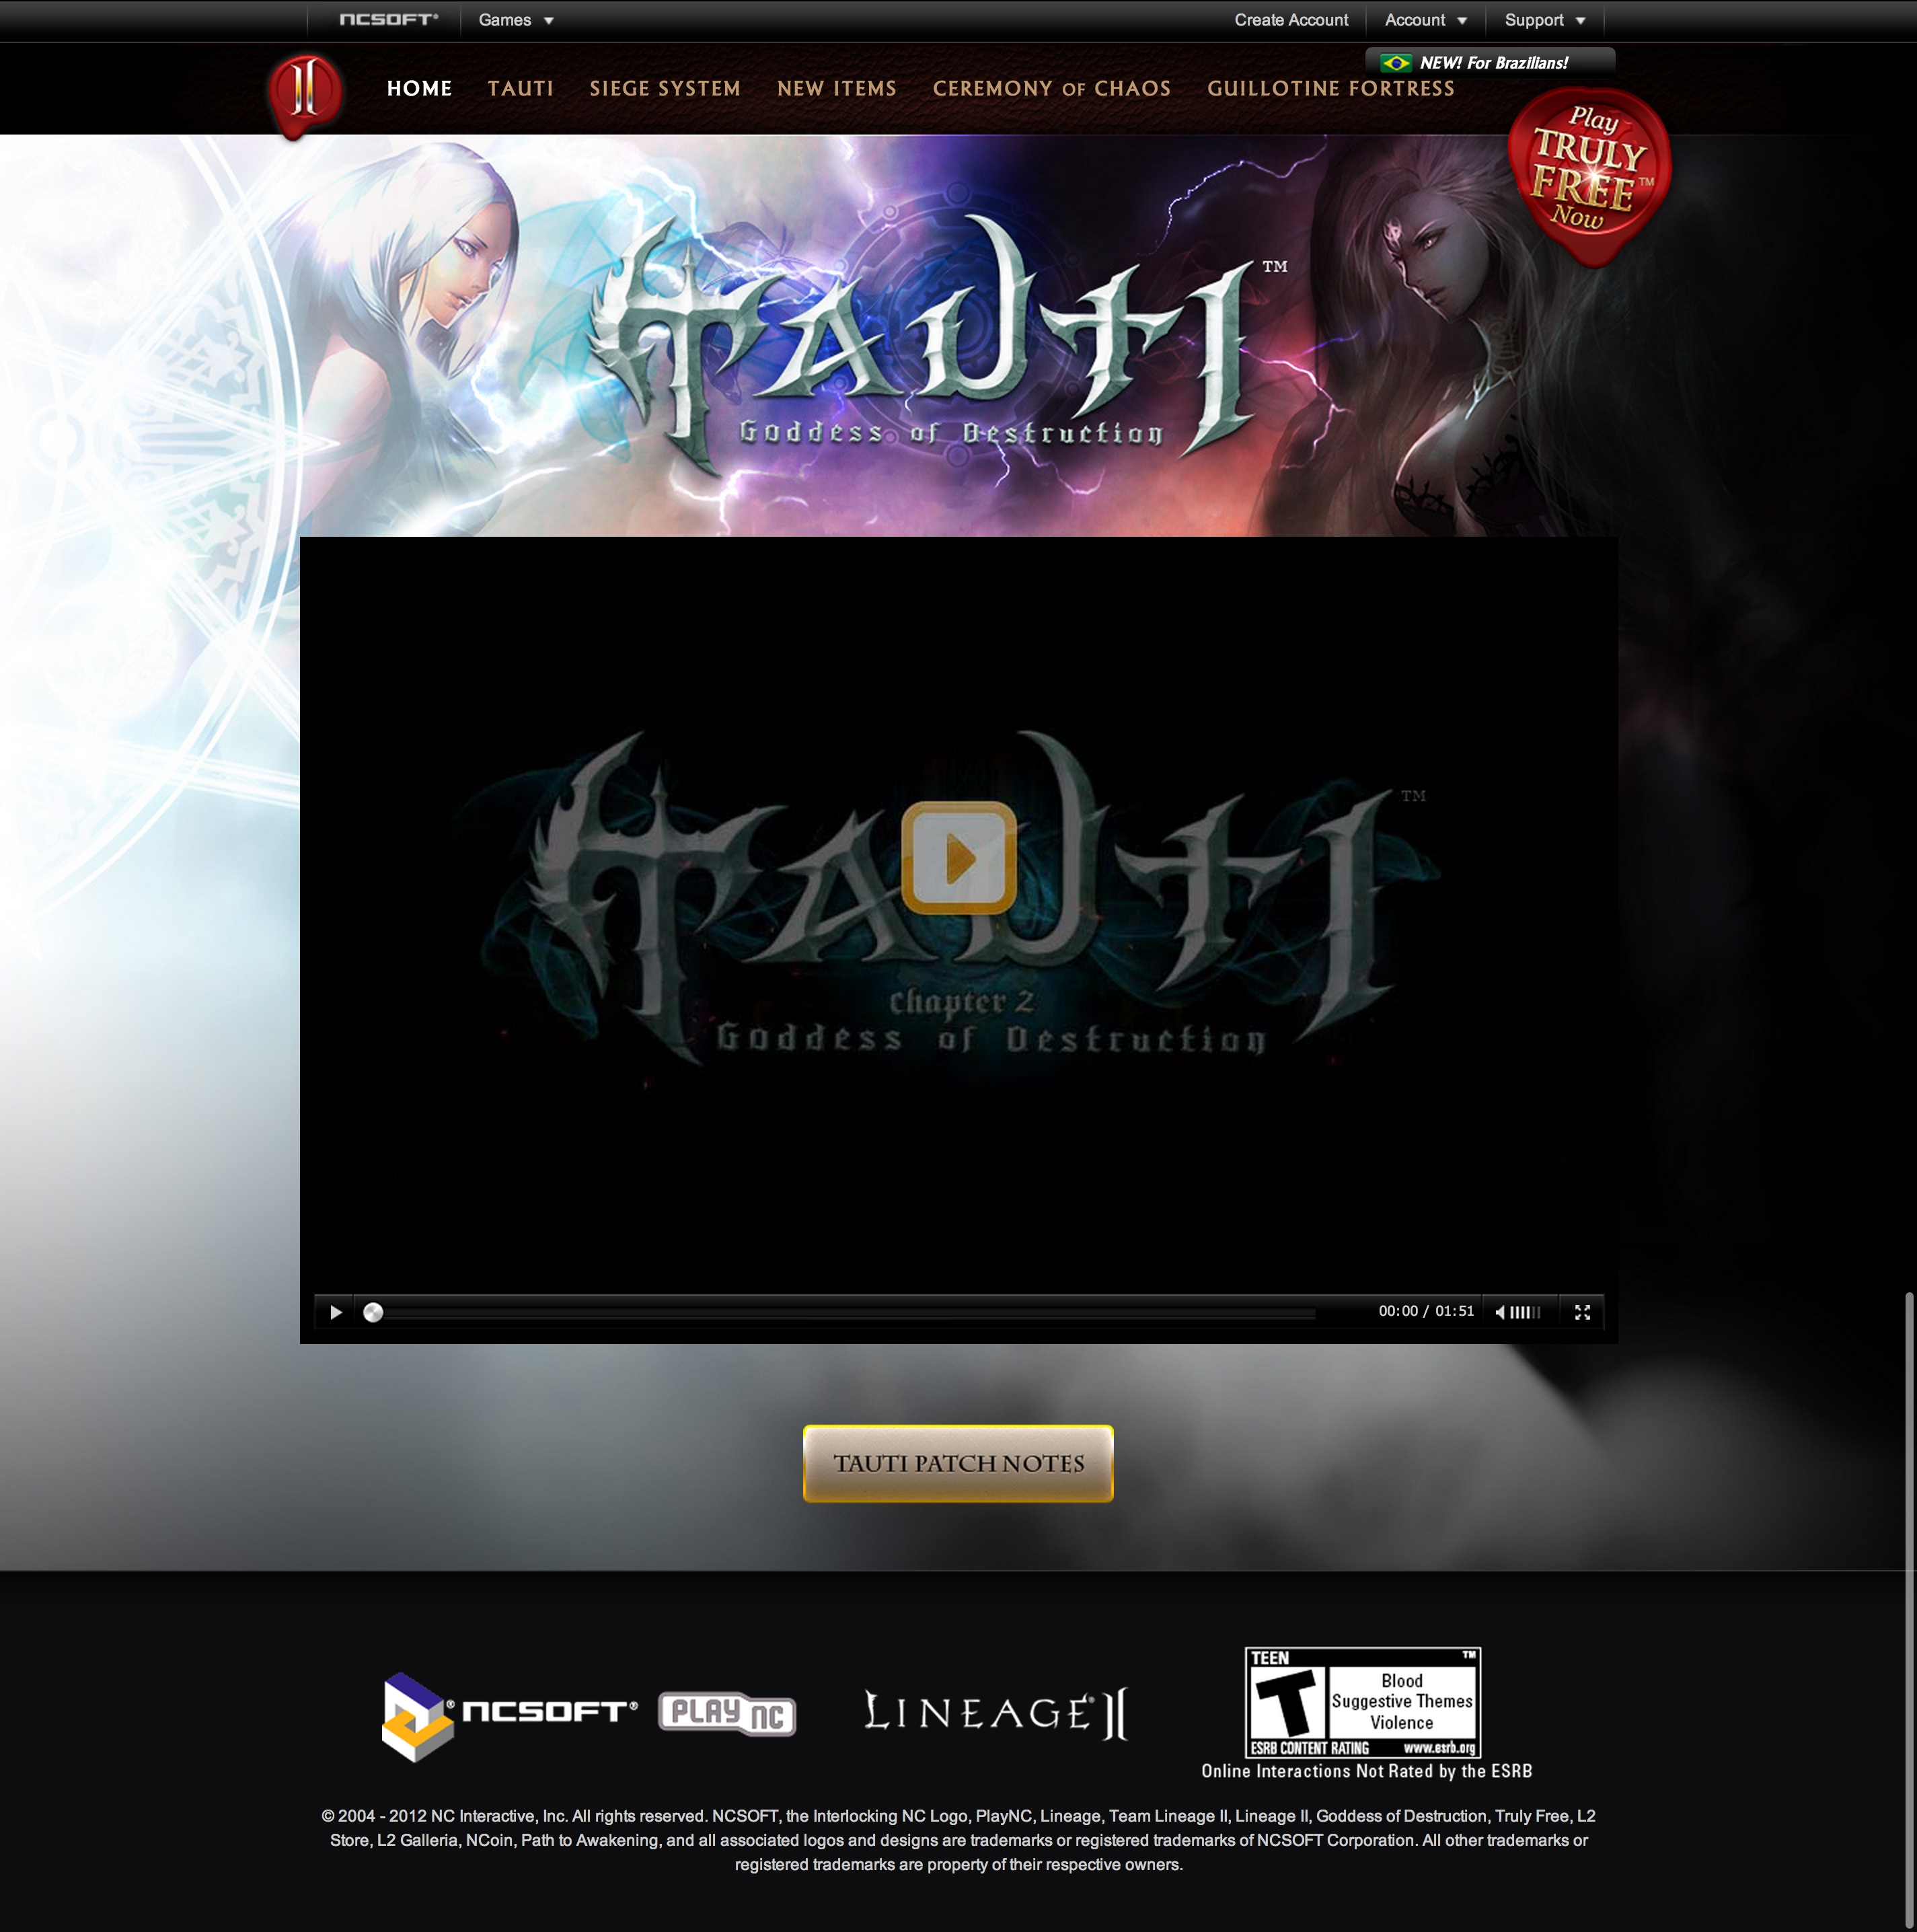 NCSOFT®
Games
Create Account
Account
Support
NEW! For Brazilians!
II
HOME
TAUTI
SIEGE SYSTEM
NEW ITEMS
CEREMONY OF CHAOS
GUILLOTINE FORTRESS
Play
TRULY
FREE™
Now
TAUTI™
Goddess of Destruction
TAUTI™
Chapter 2
Goddess of Destruction
00:00 / 01:51
TAUTI PATCH NOTES
® NCSOFT®
PLAY NC
LINEAGE® II
TEEN ™
T
Blood
Suggestive Themes
Violence
ESRB CONTENT RATING www.esrb.org
Online Interactions Not Rated by the ESRB
© 2004 - 2012 NC Interactive, Inc. All rights reserved. NCSOFT, the Interlocking NC Logo, PlayNC, Lineage, Team Lineage II, Lineage II, Goddess of Destruction, Truly Free, L2
Store, L2 Galleria, NCoin, Path to Awakening, and all associated logos and designs are trademarks or registered trademarks of NCSOFT Corporation. All other trademarks or
registered trademarks are property of their respective owners.